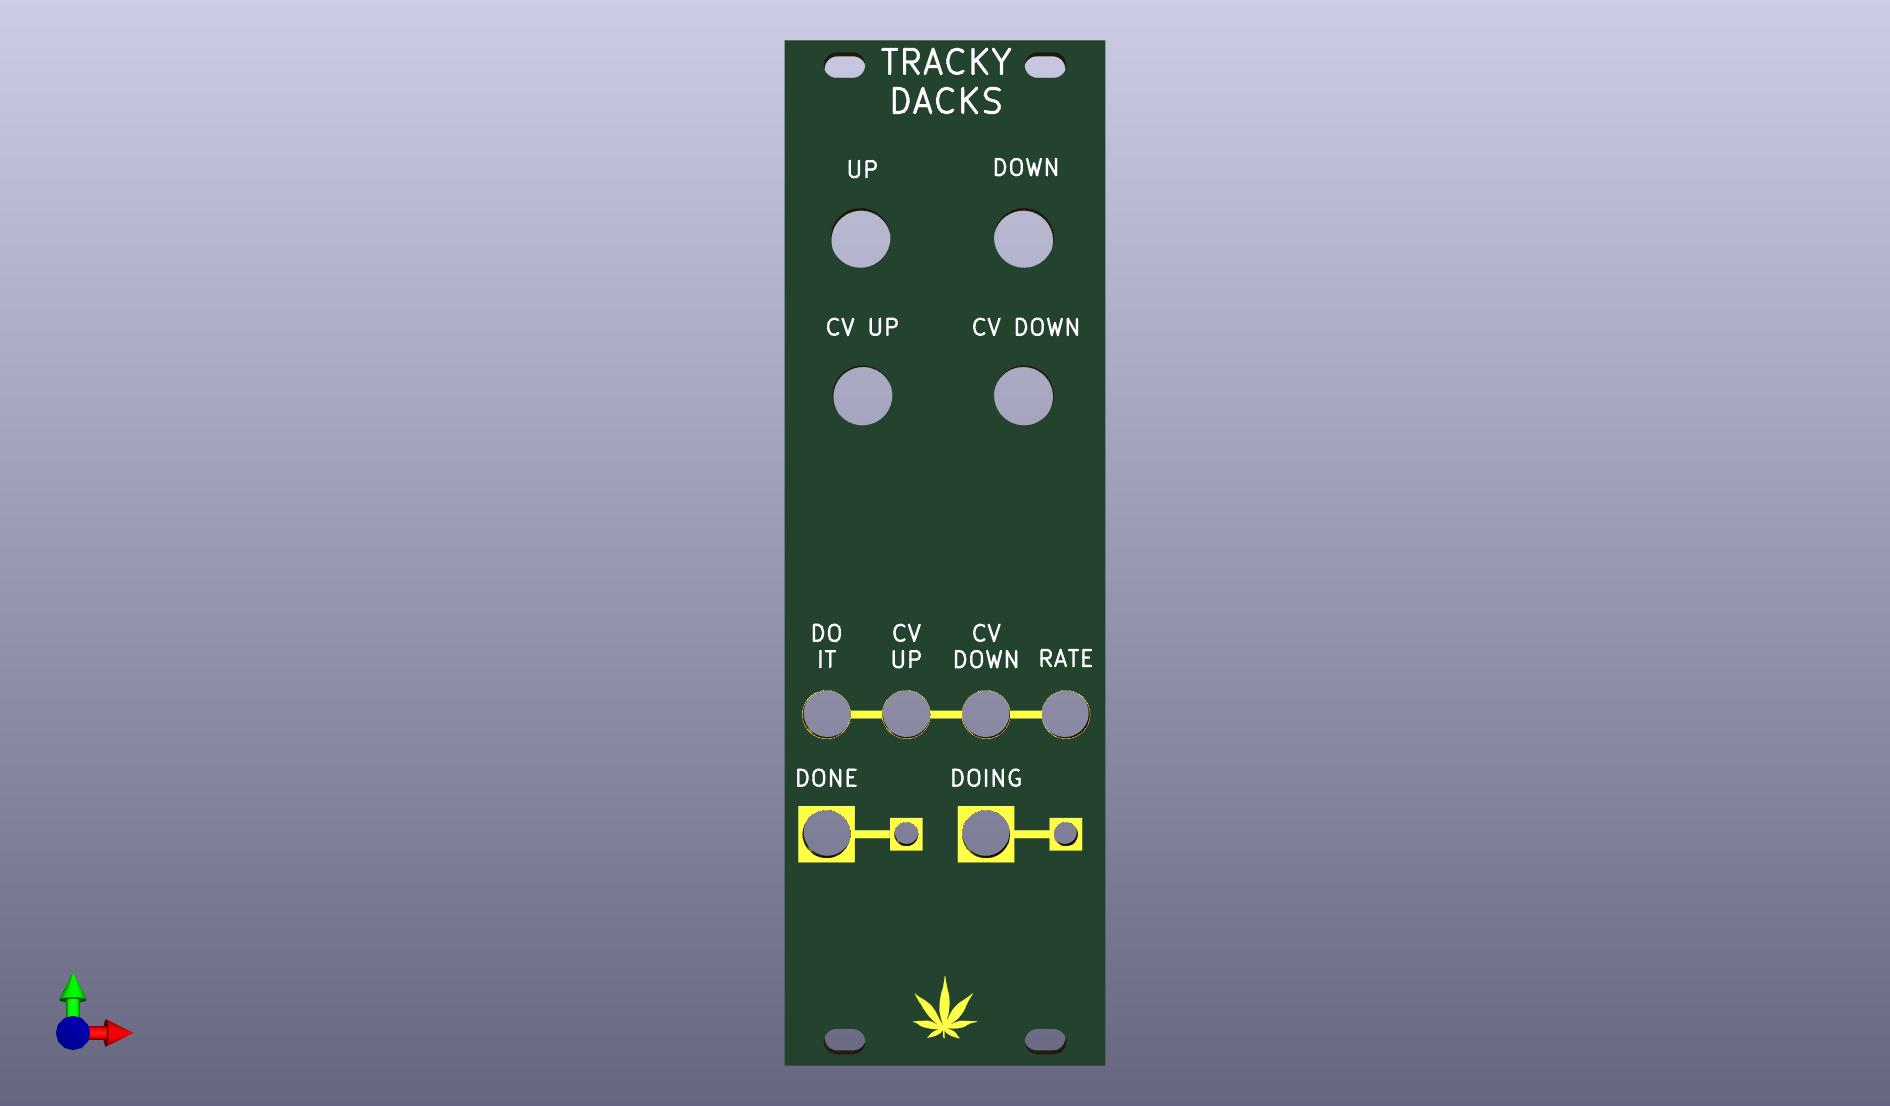 TRACKY
DACKS
UP
DOWN
CV UP
CV DOWN
DO
IT
CV
UP
CV
DOWN
RATE
DONE
DOING